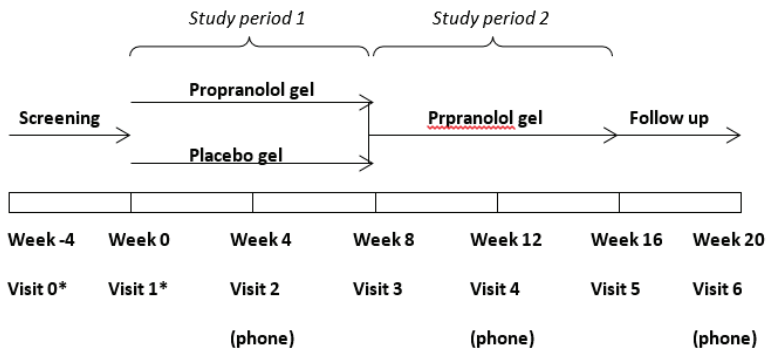 Study period 1 Study period 2
Propranolol gel
Screening Prpranolol gel Follow up
Placebo gel
Week -4 Week 0 Week 4 Week 8 Week 12 Week 16 Week 20
Visit 0* Visit 1* Visit 2 Visit 3 Visit 4 Visit 5 Visit 6
(phone) (phone) (phone)